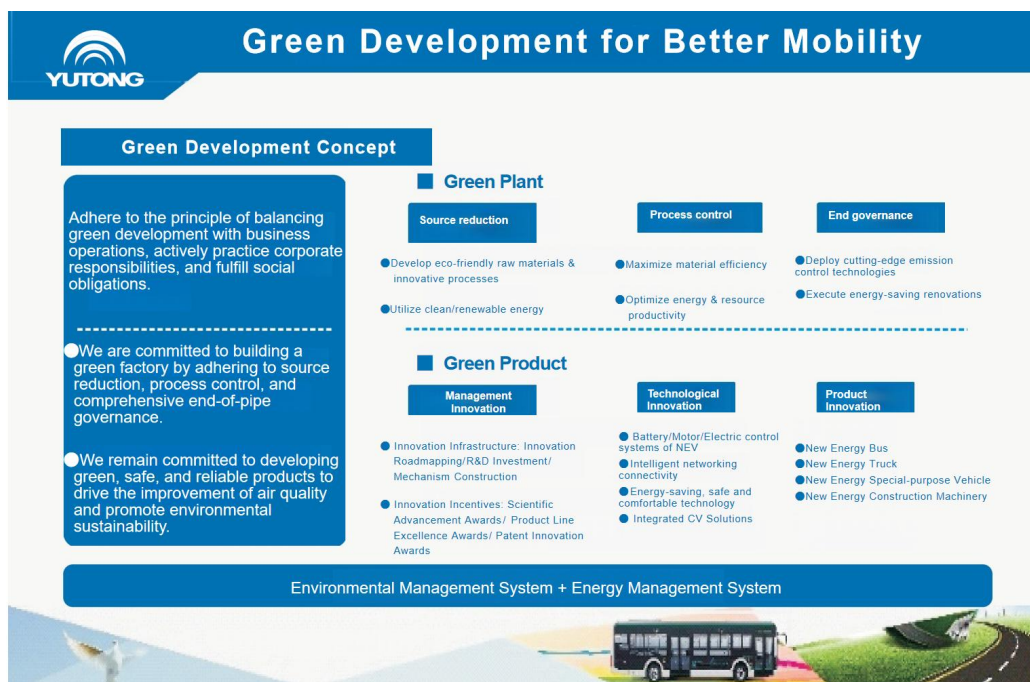 YUTONG
Green Development for Better Mobility
Green Development Concept
Adhere to the principle of balancing
green development with business
operations, actively practice corporate
responsibilities, and fulfill social
obligations.
●We are committed to building a
green factory by adhering to source
reduction, process control, and
comprehensive end-of-pipe
governance.
●We remain committed to developing
green, safe, and reliable products to
drive the improvement of air quality
and promote environmental
sustainability.
■ Green Plant
Source reduction
●Develop eco-friendly raw materials &
innovative processes
●Utilize clean/renewable energy
Process control
●Maximize material efficiency
●Optimize energy & resource
productivity
End governance
●Deploy cutting-edge emission
control technologies
●Execute energy-saving renovations
■ Green Product
Management
Innovation
● Innovation Infrastructure: Innovation
Roadmapping/R&D Investment/
Mechanism Construction
● Innovation Incentives: Scientific
Advancement Awards/ Product Line
Excellence Awards/ Patent Innovation
Awards
Technological
Innovation
● Battery/Motor/Electric control
systems of NEV
●Intelligent networking
connectivity
●Energy-saving, safe and
comfortable technology
● Integrated CV Solutions
Product
Innovation
●New Energy Bus
●New Energy Truck
●New Energy Special-purpose Vehicle
●New Energy Construction Machinery
Environmental Management System + Energy Management System